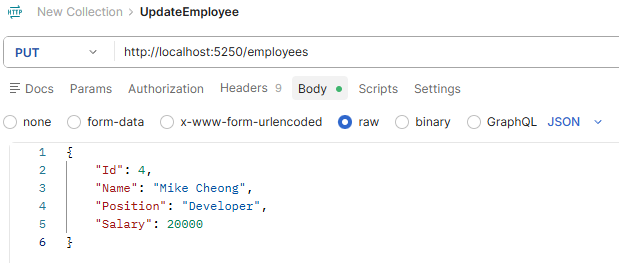 HTTP New Collection > UpdateEmployee
PUT http://localhost:5250/employees
Docs Params Authorization Headers 9 Body Scripts Settings
none form-data x-www-form-urlencoded raw binary GraphQL JSON
1 {
2 "Id": 4,
3 "Name": "Mike Cheong",
4 "Position": "Developer",
5 "Salary": 20000
6 }